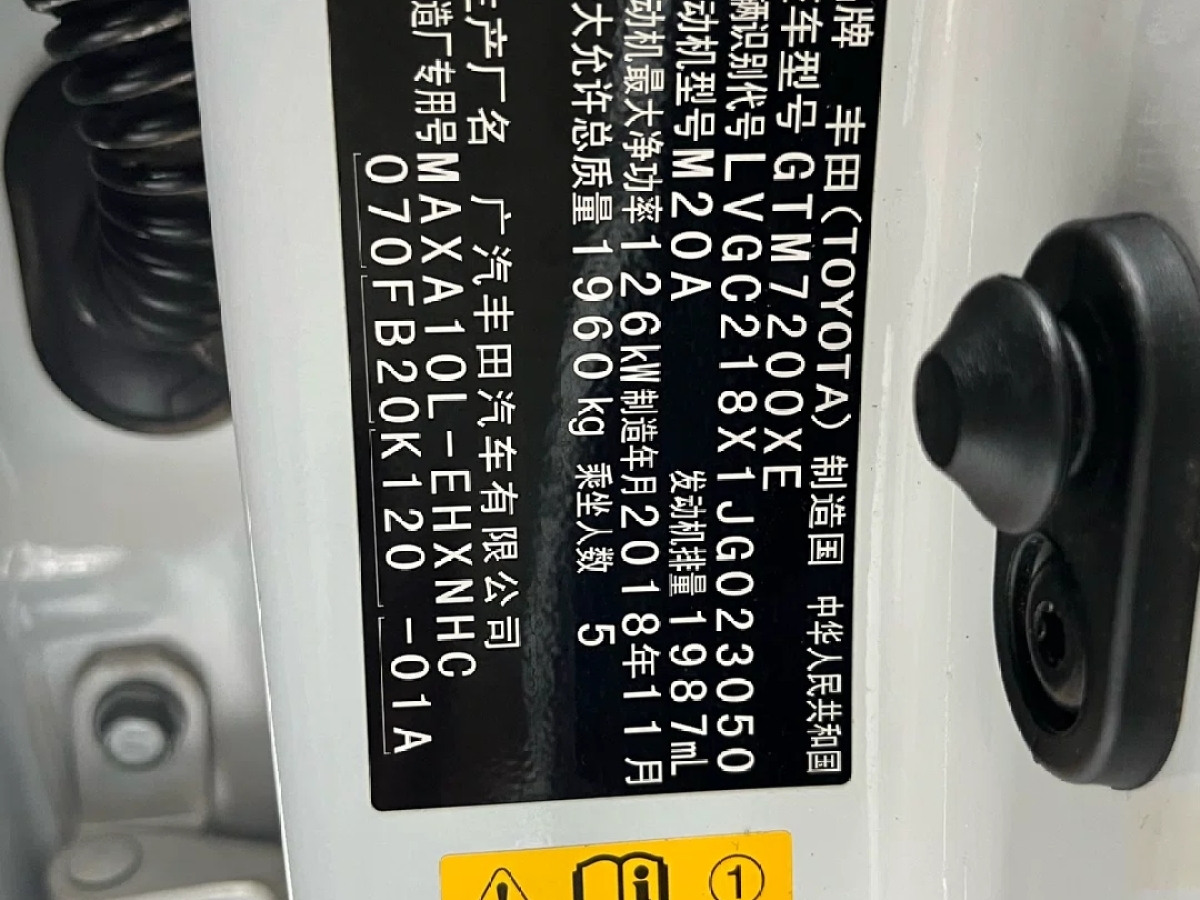 牌 丰田(TOYOTA) 制造国 中华人民共和国
车型号 GTM7200XE
辆识别代号 LVGC218X1JG023050
动机型号 M20A 发动机排量 1987mL
动机最大净功率 126kW 制造年月 2018年11月
大允许总质量 1960kg 乘坐人数 5
生产厂名 广汽丰田汽车有限公司
造厂专用号 MAXA10L-EHXNHC
070FB20K120 -01A
1